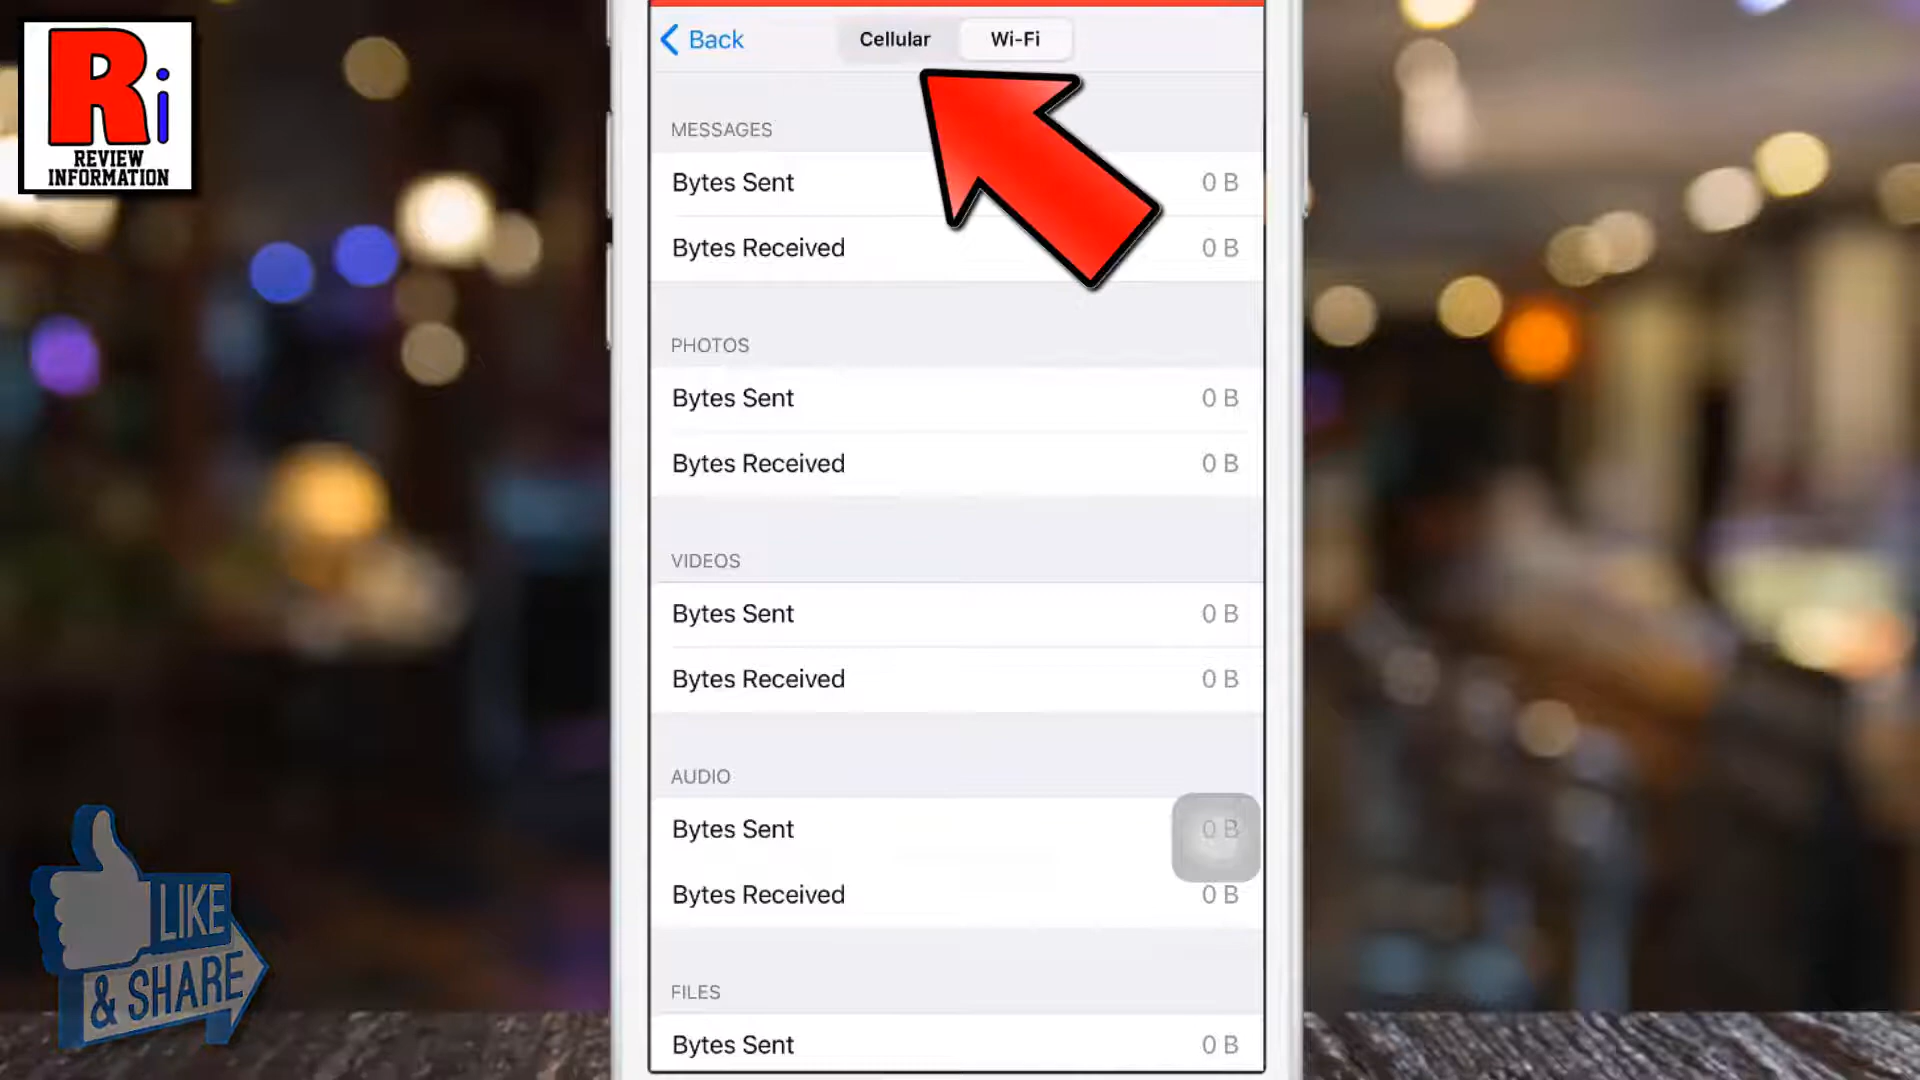 Ri
REVIEW
INFORMATION
Back
Cellular
Wi-Fi
MESSAGES
Bytes Sent 0 B
Bytes Received 0 B
PHOTOS
Bytes Sent 0 B
Bytes Received 0 B
VIDEOS
Bytes Sent 0 B
Bytes Received 0 B
AUDIO
Bytes Sent 0 B
Bytes Received 0 B
FILES
Bytes Sent 0 B
LIKE
& SHARE